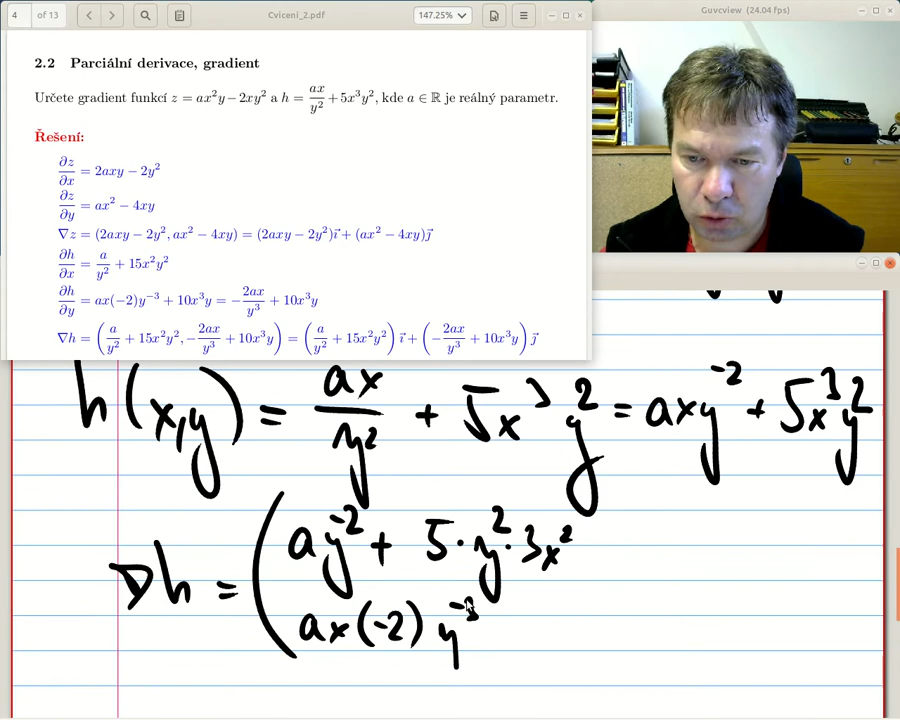 4 of 13
Cviceni_2.pdf
147.25%
Guvcview (24.04 fps)
2.2 Parciální derivace, gradient
Určete gradient funkcí z = ax²y − 2xy² a h = ax/y² + 5x³y², kde a ∈ ℝ je reálný parametr.
Řešení:
∂z/∂x = 2axy − 2y²
∂z/∂y = ax² − 4xy
∇z = (2axy − 2y², ax² − 4xy) = (2axy − 2y²)i⃗ + (ax² − 4xy)j⃗
∂h/∂x = a/y² + 15x²y²
∂h/∂y = ax(−2)y⁻³ + 10x³y = −2ax/y³ + 10x³y
∇h = (a/y² + 15x²y², −2ax/y³ + 10x³y) = (a/y² + 15x²y²) i⃗ + (−2ax/y³ + 10x³y) j⃗
h(x,y) = ax/y² + 5x³y² = axy⁻² + 5x³y²
∇h = (ay⁻² + 5·y²·3x²
ax(−2) y⁻³